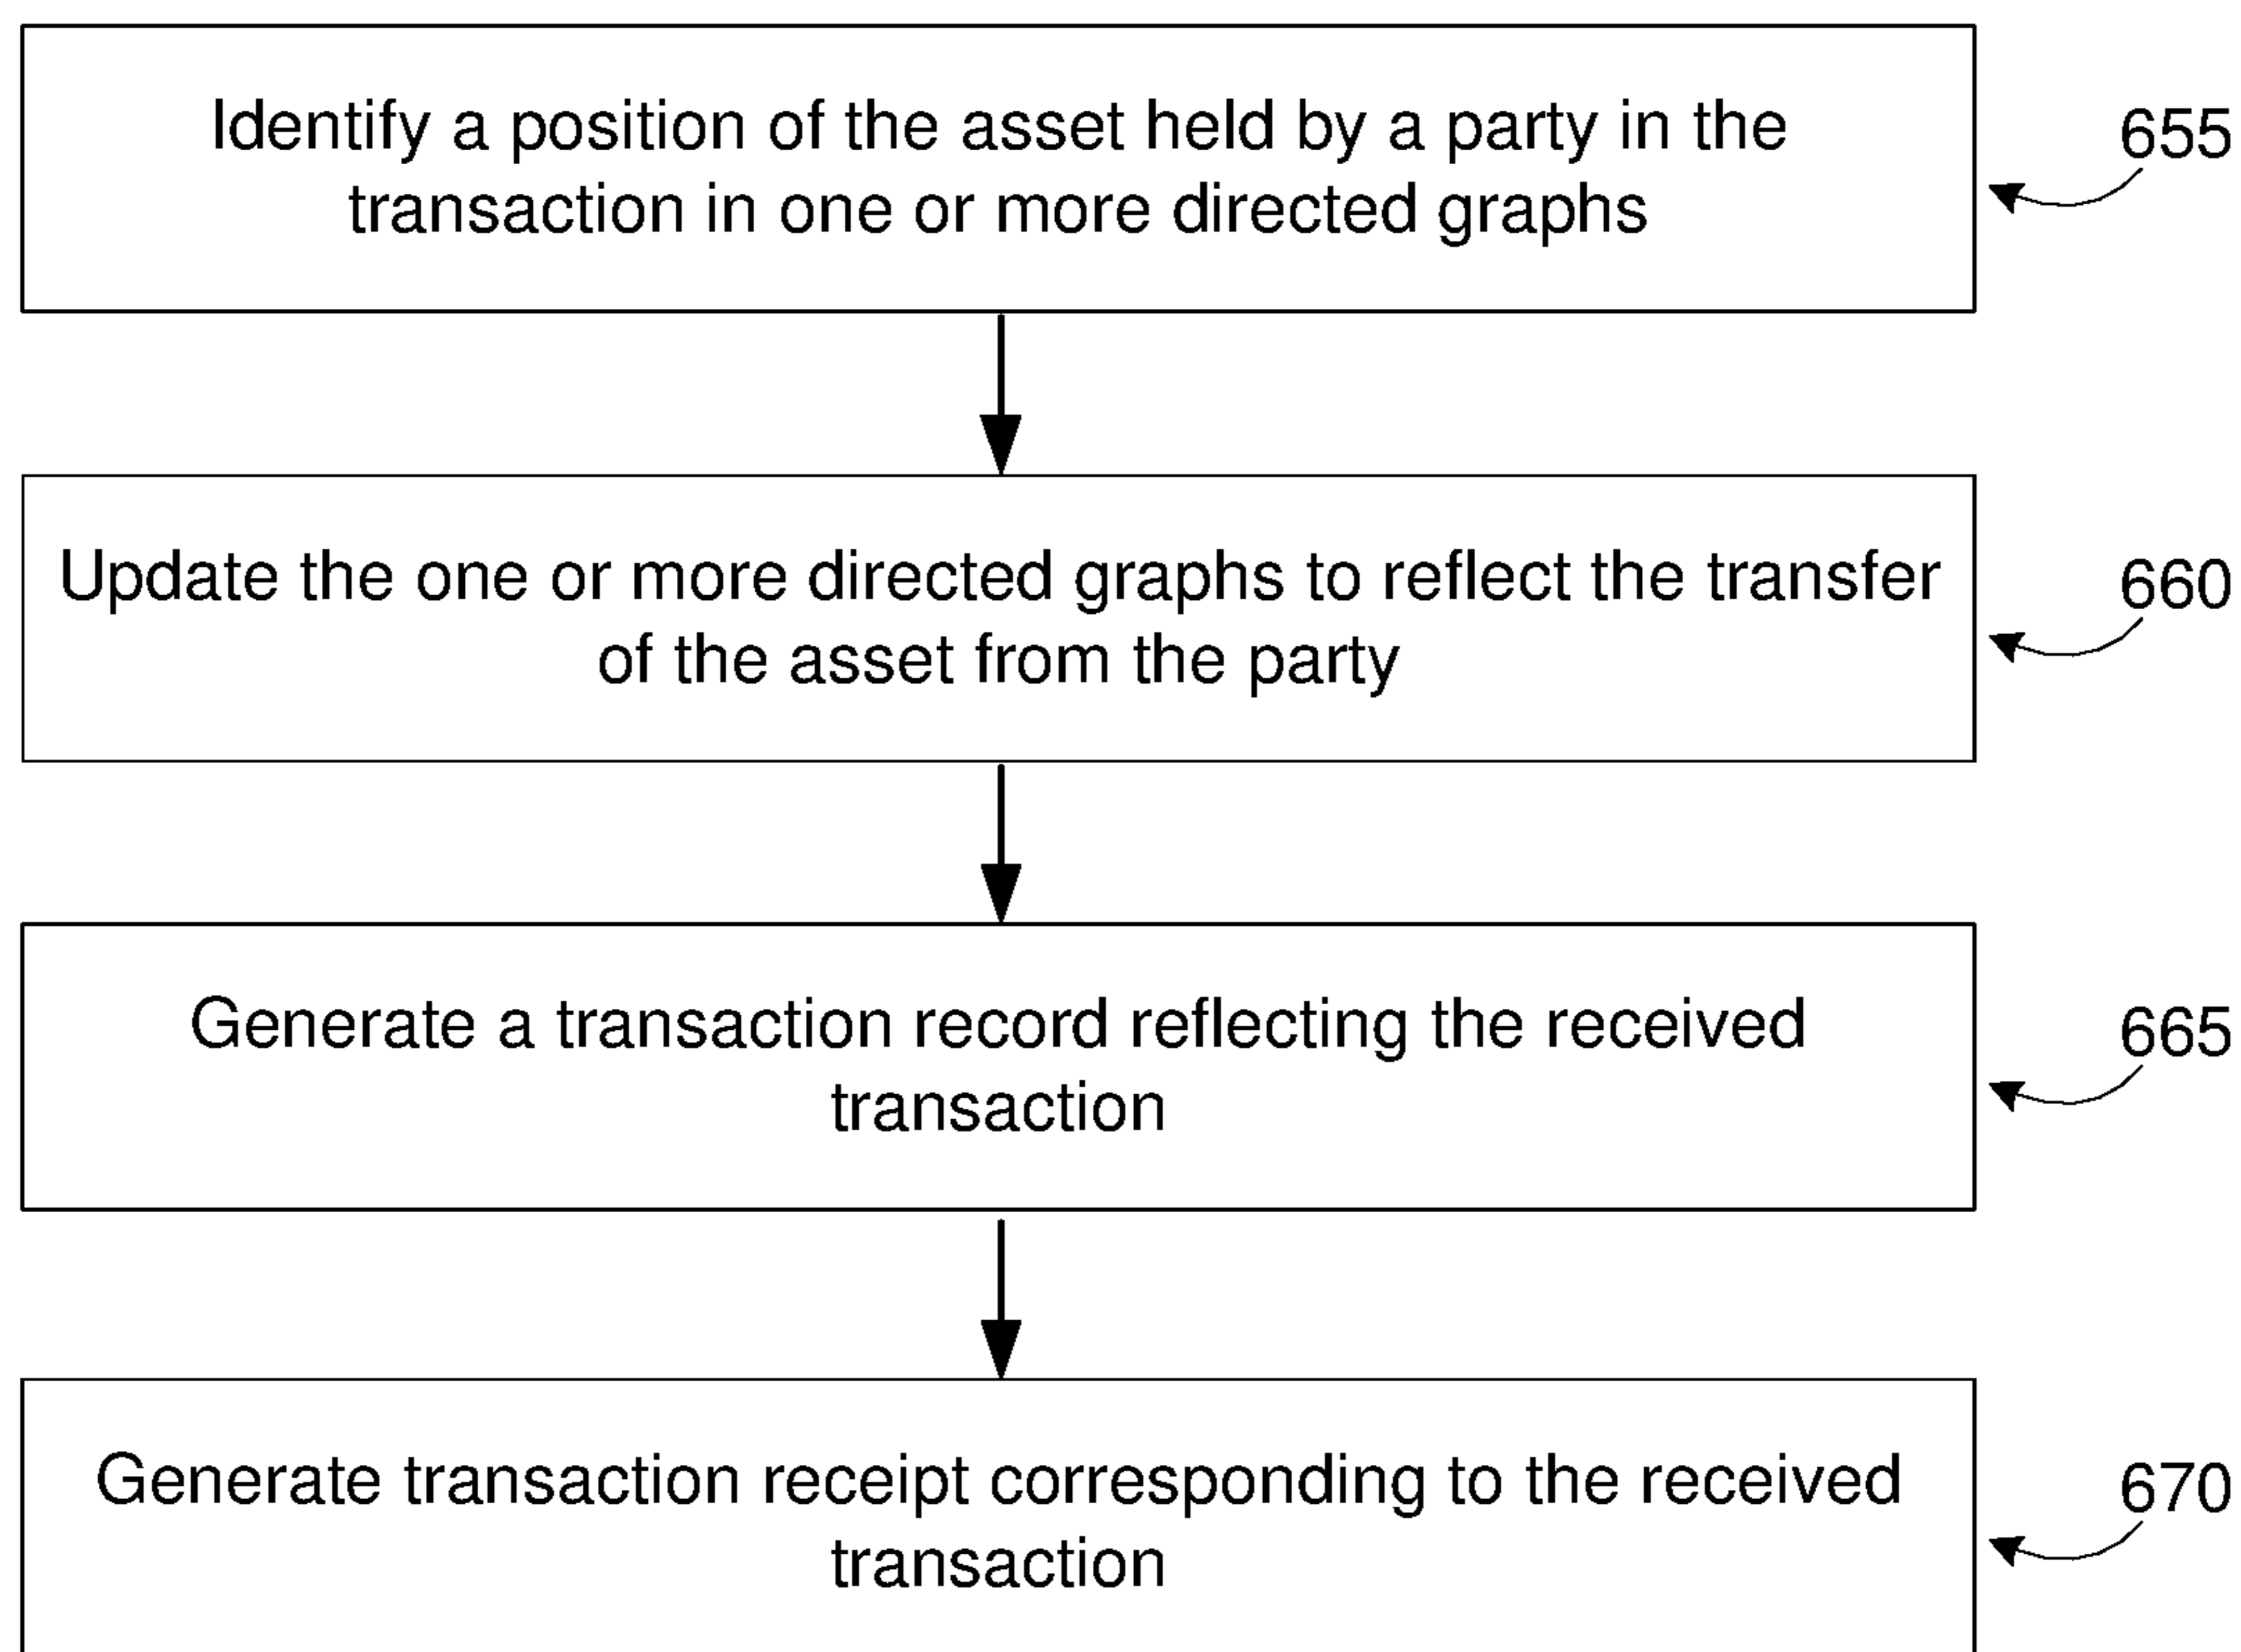 Identify a position of the asset held by a party in the
transaction in one or more directed graphs
655
Update the one or more directed graphs to reflect the transfer
of the asset from the party
660
Generate a transaction record reflecting the received
transaction
665
Generate transaction receipt corresponding to the received
transaction
670